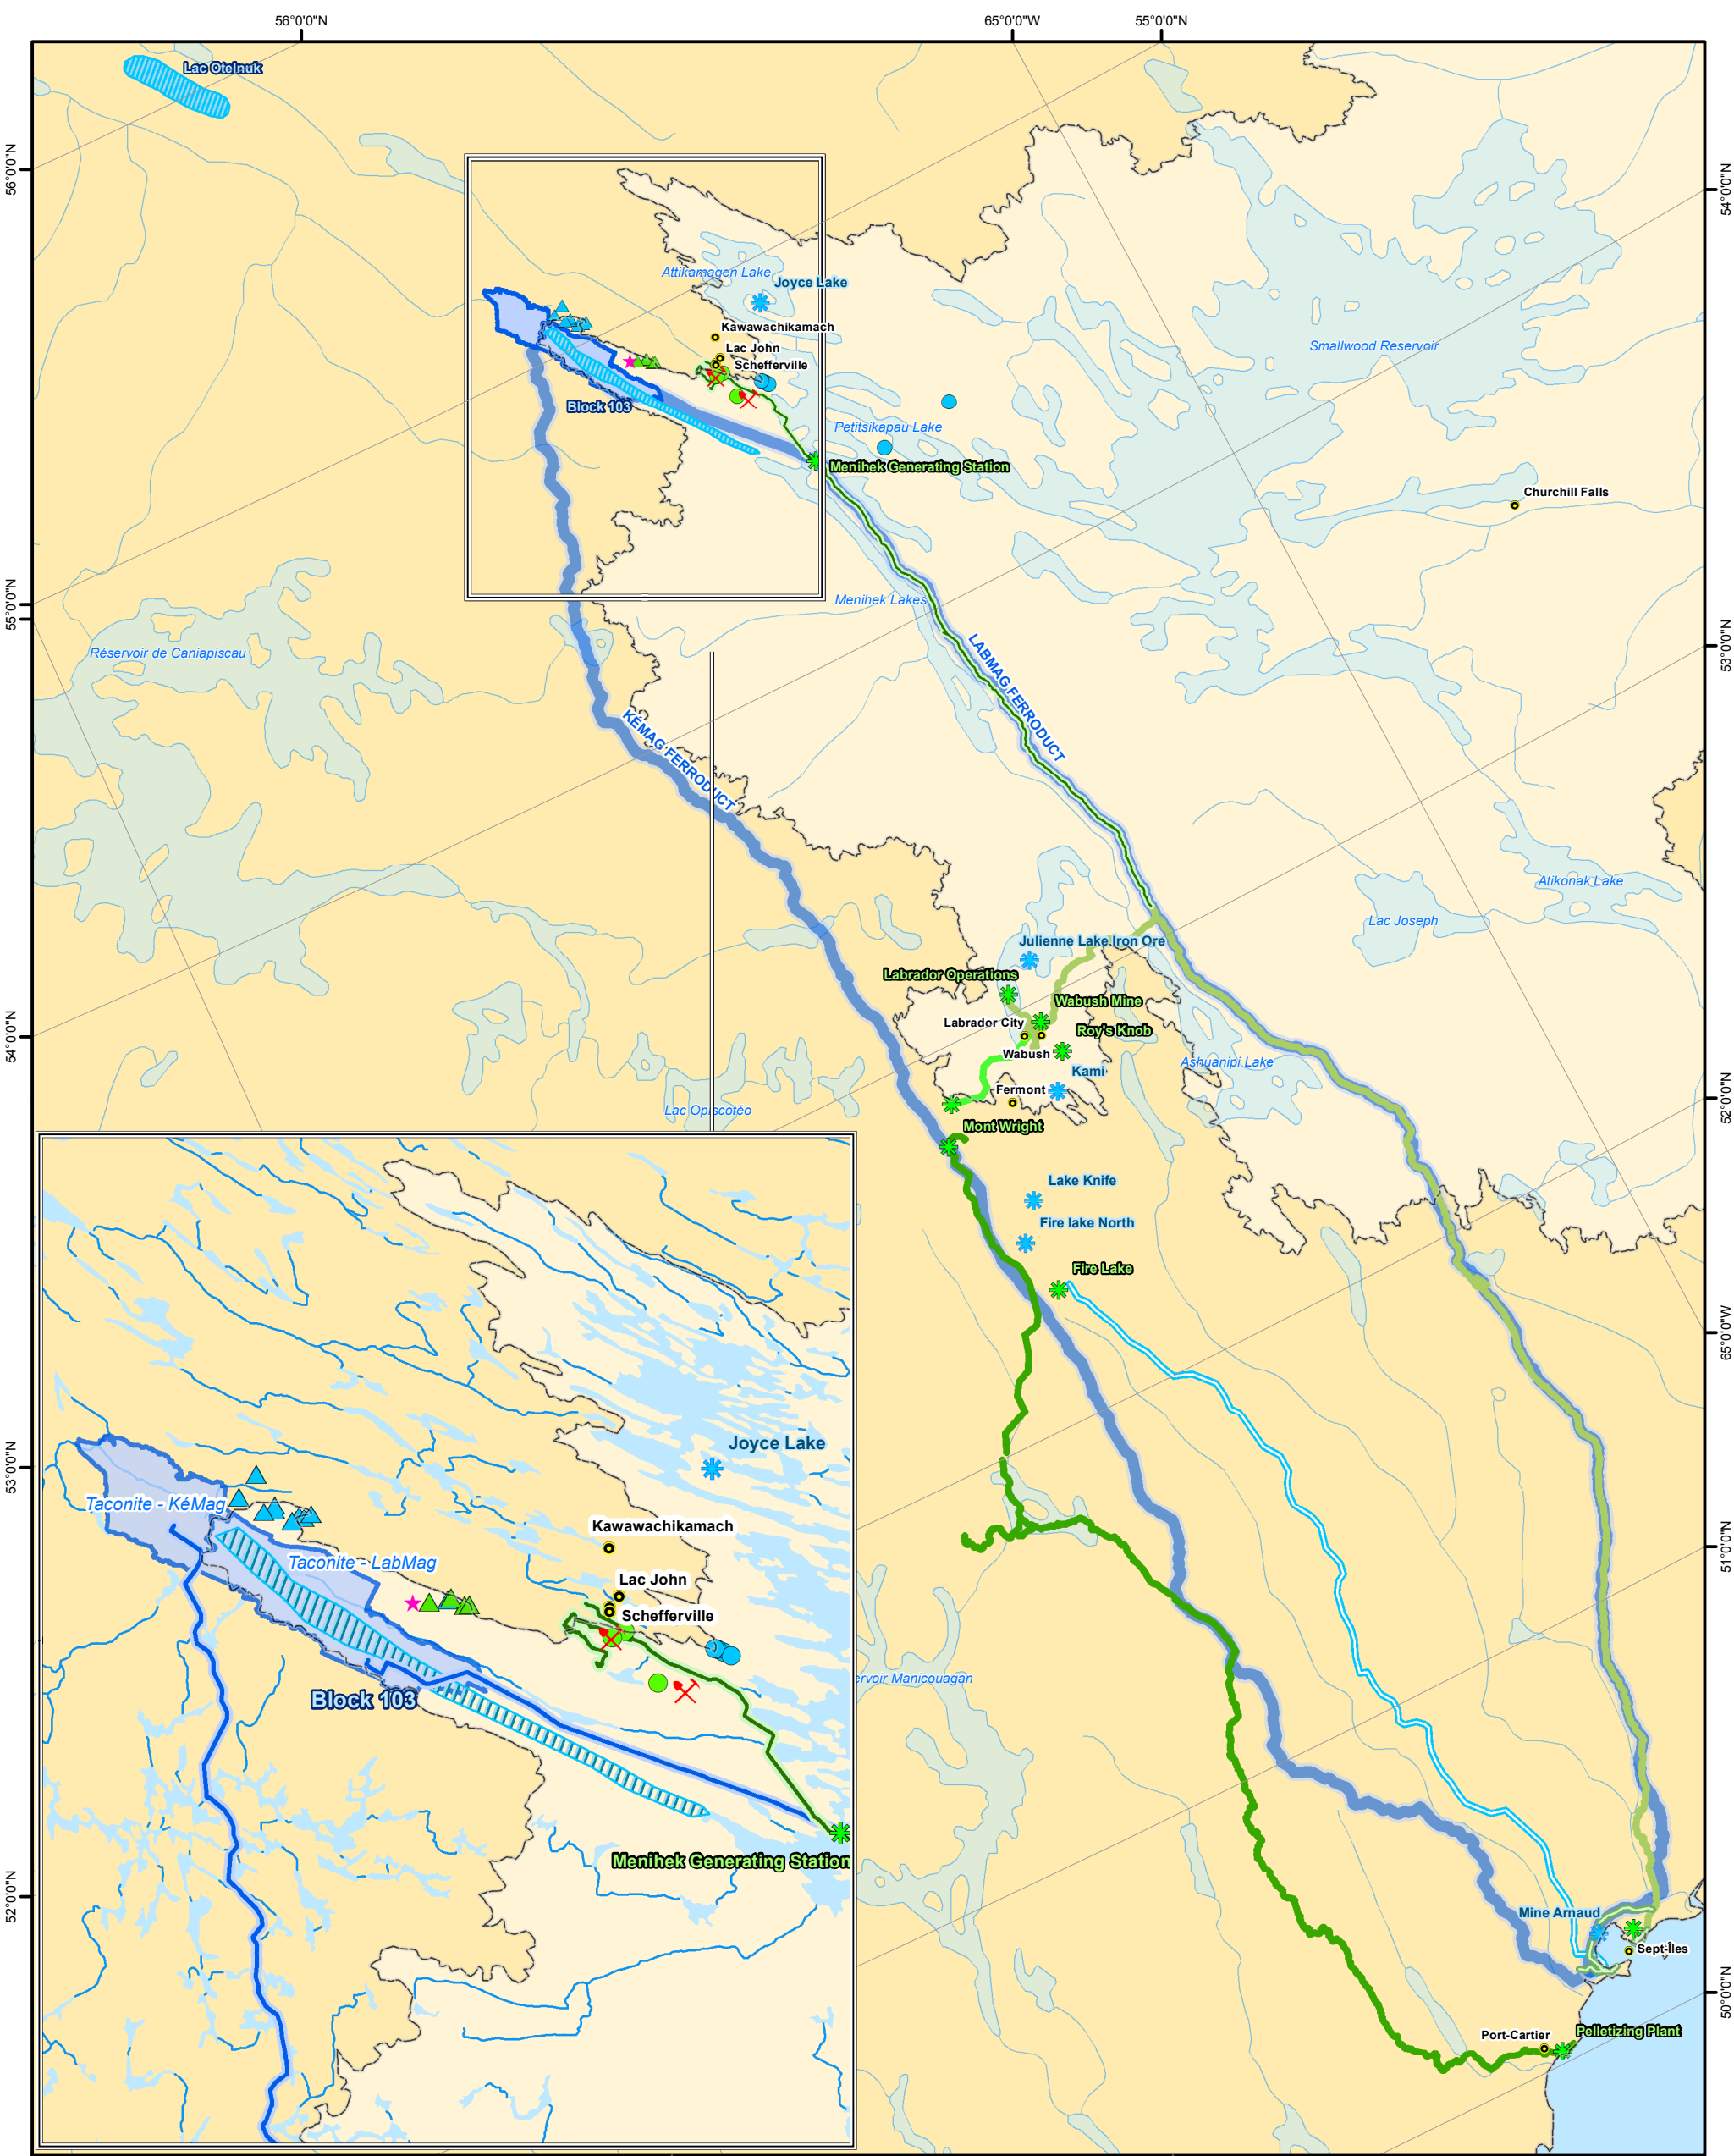 56°0'0"N
65°0'0"W
55°0'0"N
Lac Otelnuk
56°0'0"N
54°0'0"N
Attikamagen Lake
Joyce Lake
Kawawachikamach
Lac John
Schefferville
Smallwood Reservoir
Block 103
Petitsikapau Lake
Menihek Generating Station
Churchill Falls
55°0'0"N
Menihek Lakes
53°0'0"N
Réservoir de Caniapiscau
LABMAG FERRODUCT
KÉMAG FERRODUCT
Atikonak Lake
Lac Joseph
Julienne Lake Iron Ore
Labrador Operations
Wabush Mine
Labrador City
Roy's Knob
54°0'0"N
Wabush
Ashuanipi Lake
Kami
Fermont
52°0'0"N
Lac Opiscotéo
Mont Wright
Lake Knife
Fire lake North
Fire Lake
65°0'0"W
Joyce Lake
53°0'0"N
Taconite - KéMag
Kawawachikamach
51°0'0"N
Taconite - LabMag
Lac John
Schefferville
ervoir Manicouagan
Block 103
Menihek Generating Station
52°0'0"N
Mine Arnaud
Sept-Îles
50°0'0"N
Port-Cartier
Pelletizing Plant